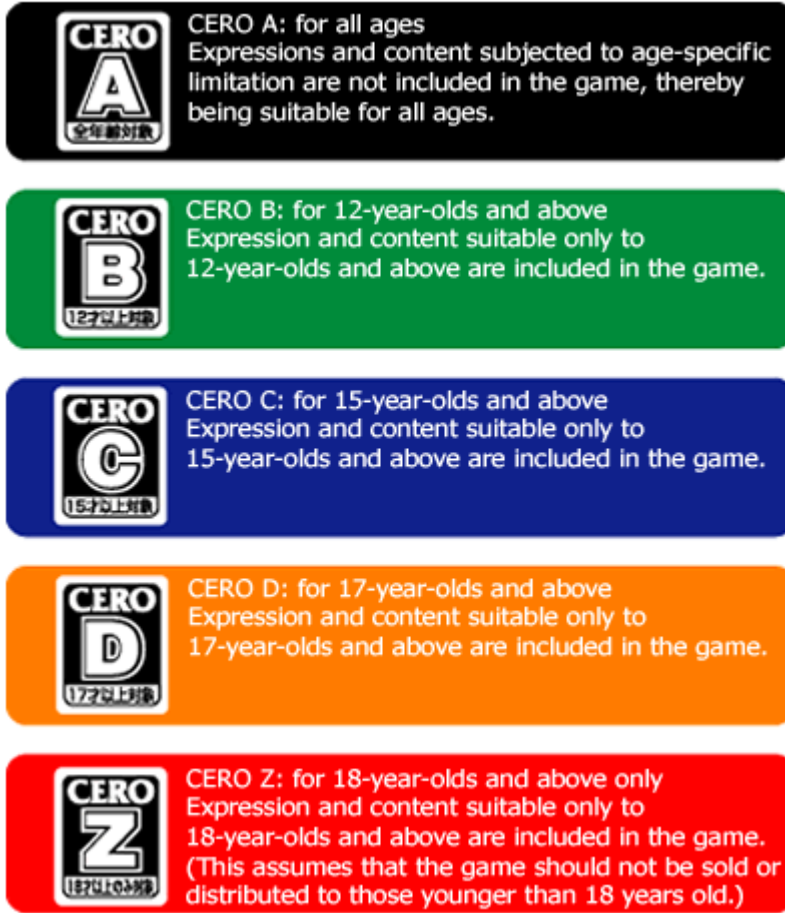 CERO
A
全年齢対象
CERO A: for all ages
Expressions and content subjected to age-specific
limitation are not included in the game, thereby
being suitable for all ages.
CERO
B
12才以上対象
CERO B: for 12-year-olds and above
Expression and content suitable only to
12-year-olds and above are included in the game.
CERO
C
15才以上対象
CERO C: for 15-year-olds and above
Expression and content suitable only to
15-year-olds and above are included in the game.
CERO
D
17才以上対象
CERO D: for 17-year-olds and above
Expression and content suitable only to
17-year-olds and above are included in the game.
CERO
Z
18才以上のみ対象
CERO Z: for 18-year-olds and above only
Expression and content suitable only to
18-year-olds and above are included in the game.
(This assumes that the game should not be sold or
distributed to those younger than 18 years old.)